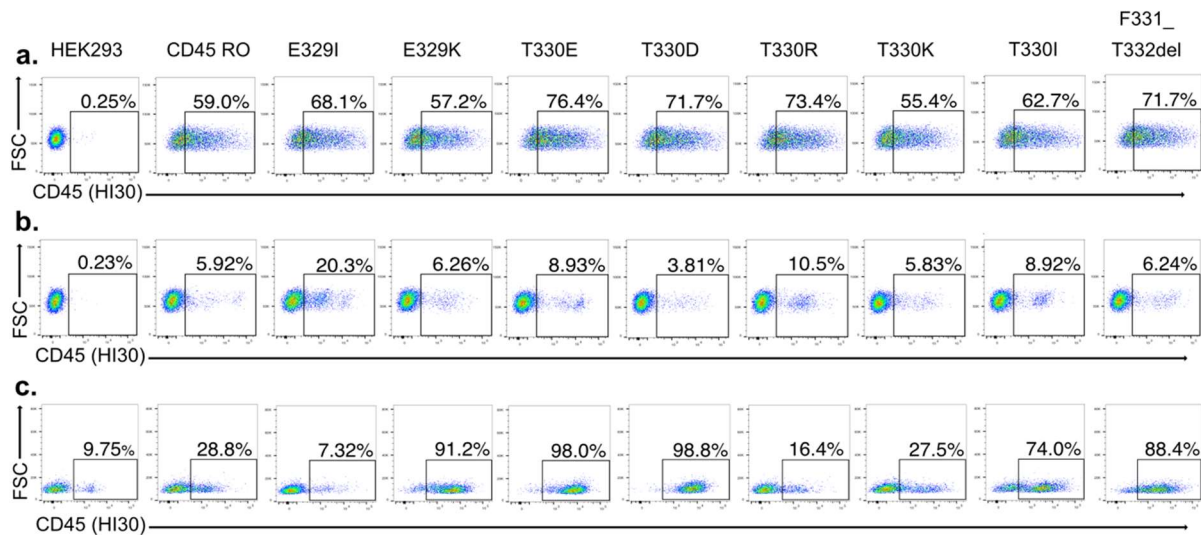 F331_
HEK293 CD45 RO E329I E329K T330E T330D T330R T330K T330I T332del
a.
0.25% 59.0% 68.1% 57.2% 76.4% 71.7% 73.4% 55.4% 62.7% 71.7%
FSC
CD45 (HI30)
b.
0.23% 5.92% 20.3% 6.26% 8.93% 3.81% 10.5% 5.83% 8.92% 6.24%
FSC
CD45 (HI30)
c.
9.75% 28.8% 7.32% 91.2% 98.0% 98.8% 16.4% 27.5% 74.0% 88.4%
FSC
CD45 (HI30)